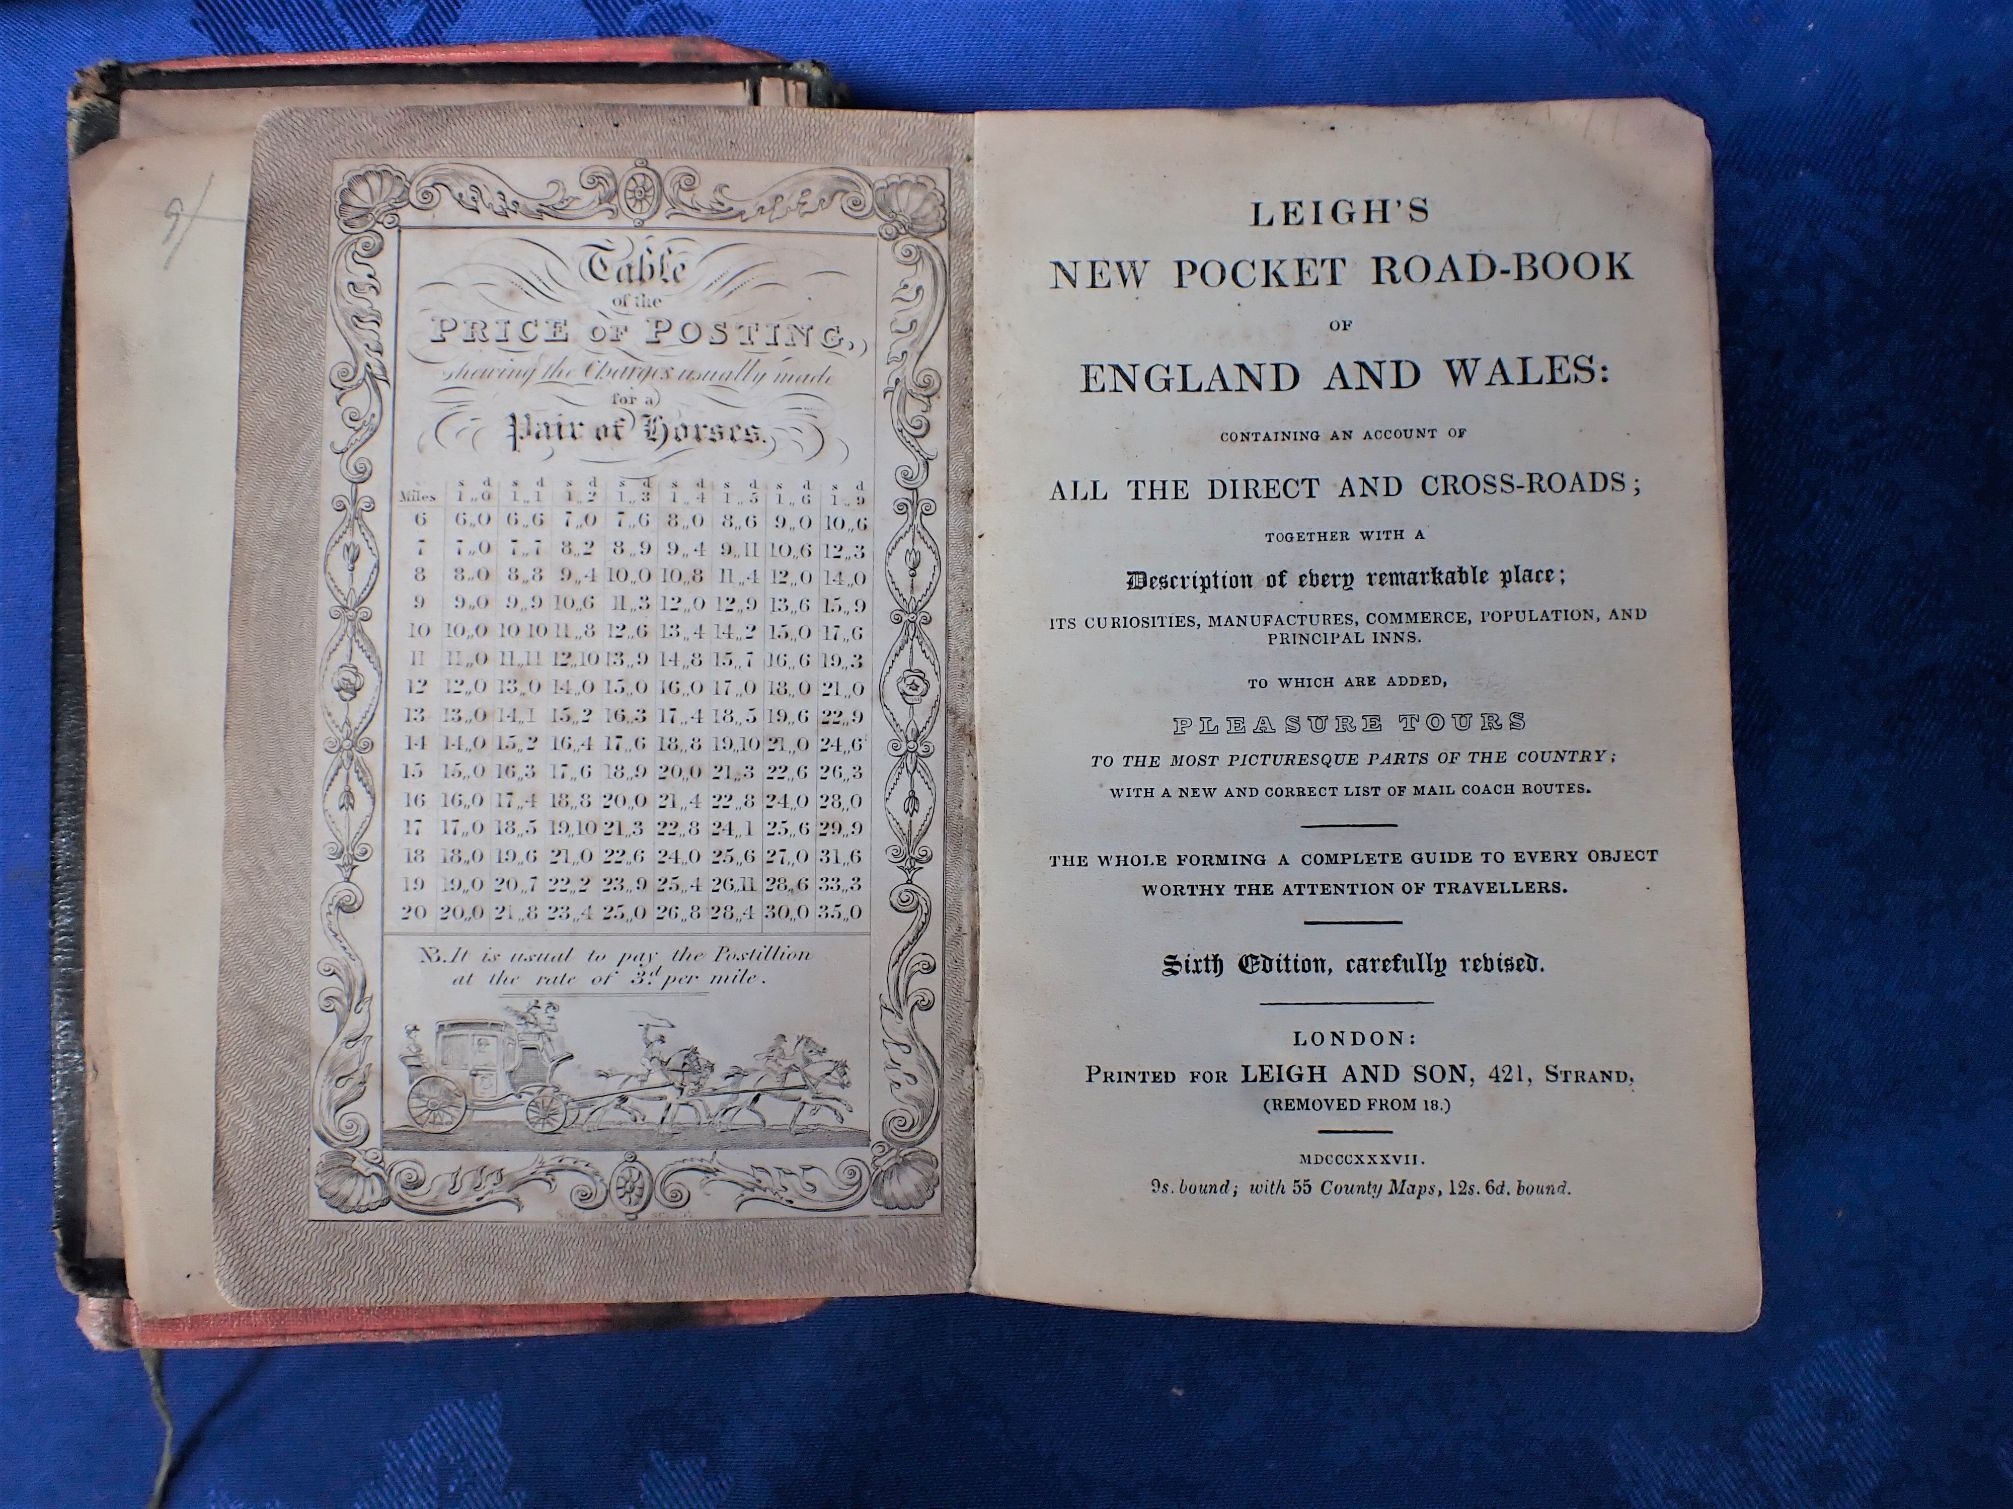 Table
of the
PRICE OF POSTING,
shewing the Charges usually made
for a
Pair of Horses.
s d s d s d s d s d s d s d s d
Miles 1,,0 1,,1 1,,2 1,,3 1,,4 1,,5 1,,6 1,,9
6 6,,0 6,,6 7,,0 7,,6 8,,0 8,,6 9,,0 10,,6
7 7,,0 7,,7 8,,2 8,,9 9,,4 9,,11 10,,6 12,,3
8 8,,0 8,,8 9,,4 10,,0 10,,8 11,,4 12,,0 14,,0
9 9,,0 9,,9 10,,6 11,,3 12,,0 12,,9 13,,6 15,,9
10 10,,0 10 10 11,,8 12,,6 13,,4 14,,2 15,,0 17,,6
11 11,,0 11,,11 12,,10 13,,9 14,,8 15,,7 16,,6 19,,3
12 12,,0 13,,0 14,,0 15,,0 16,,0 17,,0 18,,0 21,,0
13 13,,0 14,,1 15,,2 16,,3 17,,4 18,,5 19,,6 22,,9
14 14,,0 15,,2 16,,4 17,,6 18,,8 19,,10 21,,0 24,,6
15 15,,0 16,,3 17,,6 18,,9 20,,0 21,,3 22,,6 26,,3
16 16,,0 17,,4 18,,8 20,,0 21,,4 22,,8 24,,0 28,,0
17 17,,0 18,,5 19,,10 21,,3 22,,8 24,,1 25,,6 29,,9
18 18,,0 19,,6 21,,0 22,,6 24,,0 25,,6 27,,0 31,,6
19 19,,0 20,,7 22,,2 23,,9 25,,4 26,,11 28,,6 33,,3
20 20,,0 21,,8 23,,4 25,,0 26,,8 28,,4 30,,0 35,,0
NB. It is usual to pay the Postillion
at the rate of 3d. per mile.
LEIGH'S
NEW POCKET ROAD-BOOK
OF
ENGLAND AND WALES:
CONTAINING AN ACCOUNT OF
ALL THE DIRECT AND CROSS-ROADS;
TOGETHER WITH A
Description of every remarkable place;
ITS CURIOSITIES, MANUFACTURES, COMMERCE, POPULATION, AND
PRINCIPAL INNS.
TO WHICH ARE ADDED,
PLEASURE TOURS
TO THE MOST PICTURESQUE PARTS OF THE COUNTRY;
WITH A NEW AND CORRECT LIST OF MAIL COACH ROUTES.
THE WHOLE FORMING A COMPLETE GUIDE TO EVERY OBJECT
WORTHY THE ATTENTION OF TRAVELLERS.
Sixth Edition, carefully revised.
LONDON:
PRINTED FOR LEIGH AND SON, 421, STRAND,
(REMOVED FROM 18.)
MDCCCXXXVII.
9s. bound; with 55 County Maps, 12s. 6d. bound.